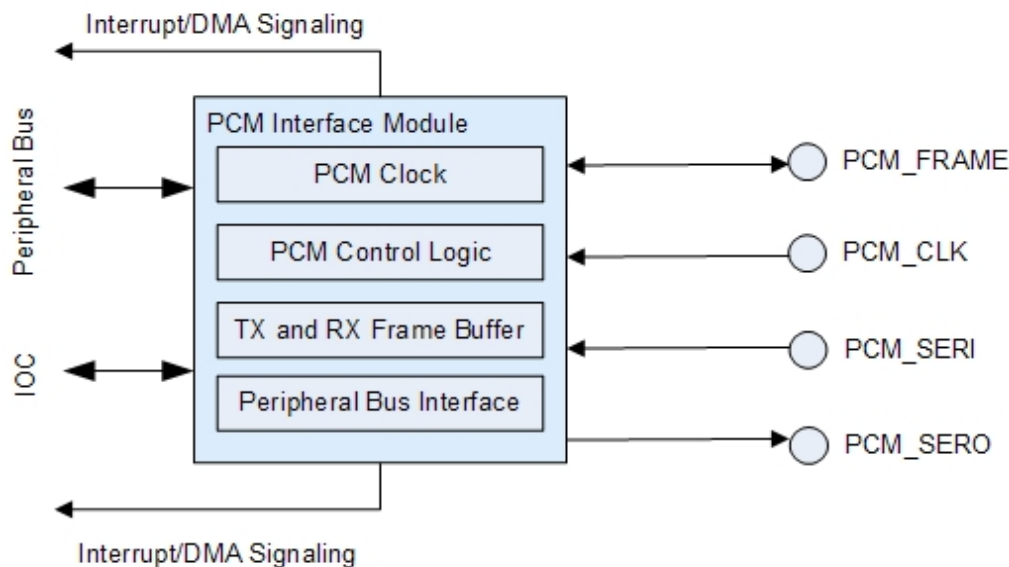 Interrupt/DMA Signaling
Peripheral Bus
IOC
PCM Interface Module
PCM Clock
PCM Control Logic
TX and RX Frame Buffer
Peripheral Bus Interface
PCM_FRAME
PCM_CLK
PCM_SERI
PCM_SERO
Interrupt/DMA Signaling